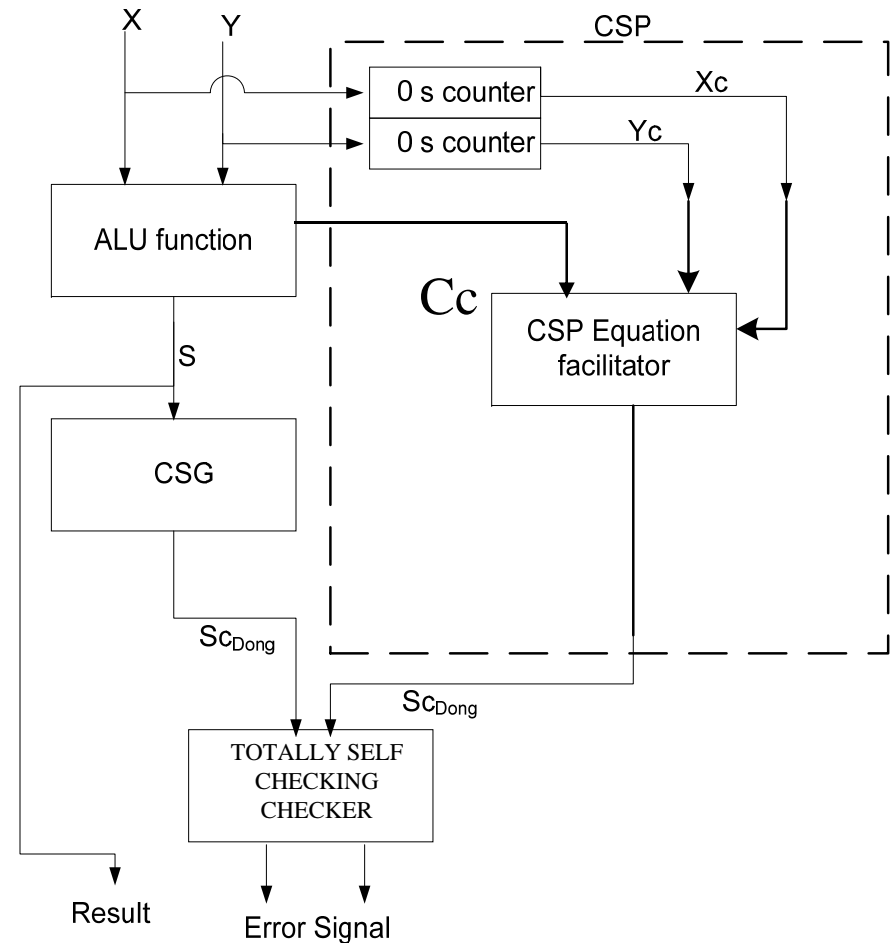 X
Y
CSP
0 s counter
Xc
0 s counter
Yc
ALU function
Cc
CSP Equation
facilitator
S
CSG
ScDong
ScDong
TOTALLY SELF
CHECKING
CHECKER
Result
Error Signal